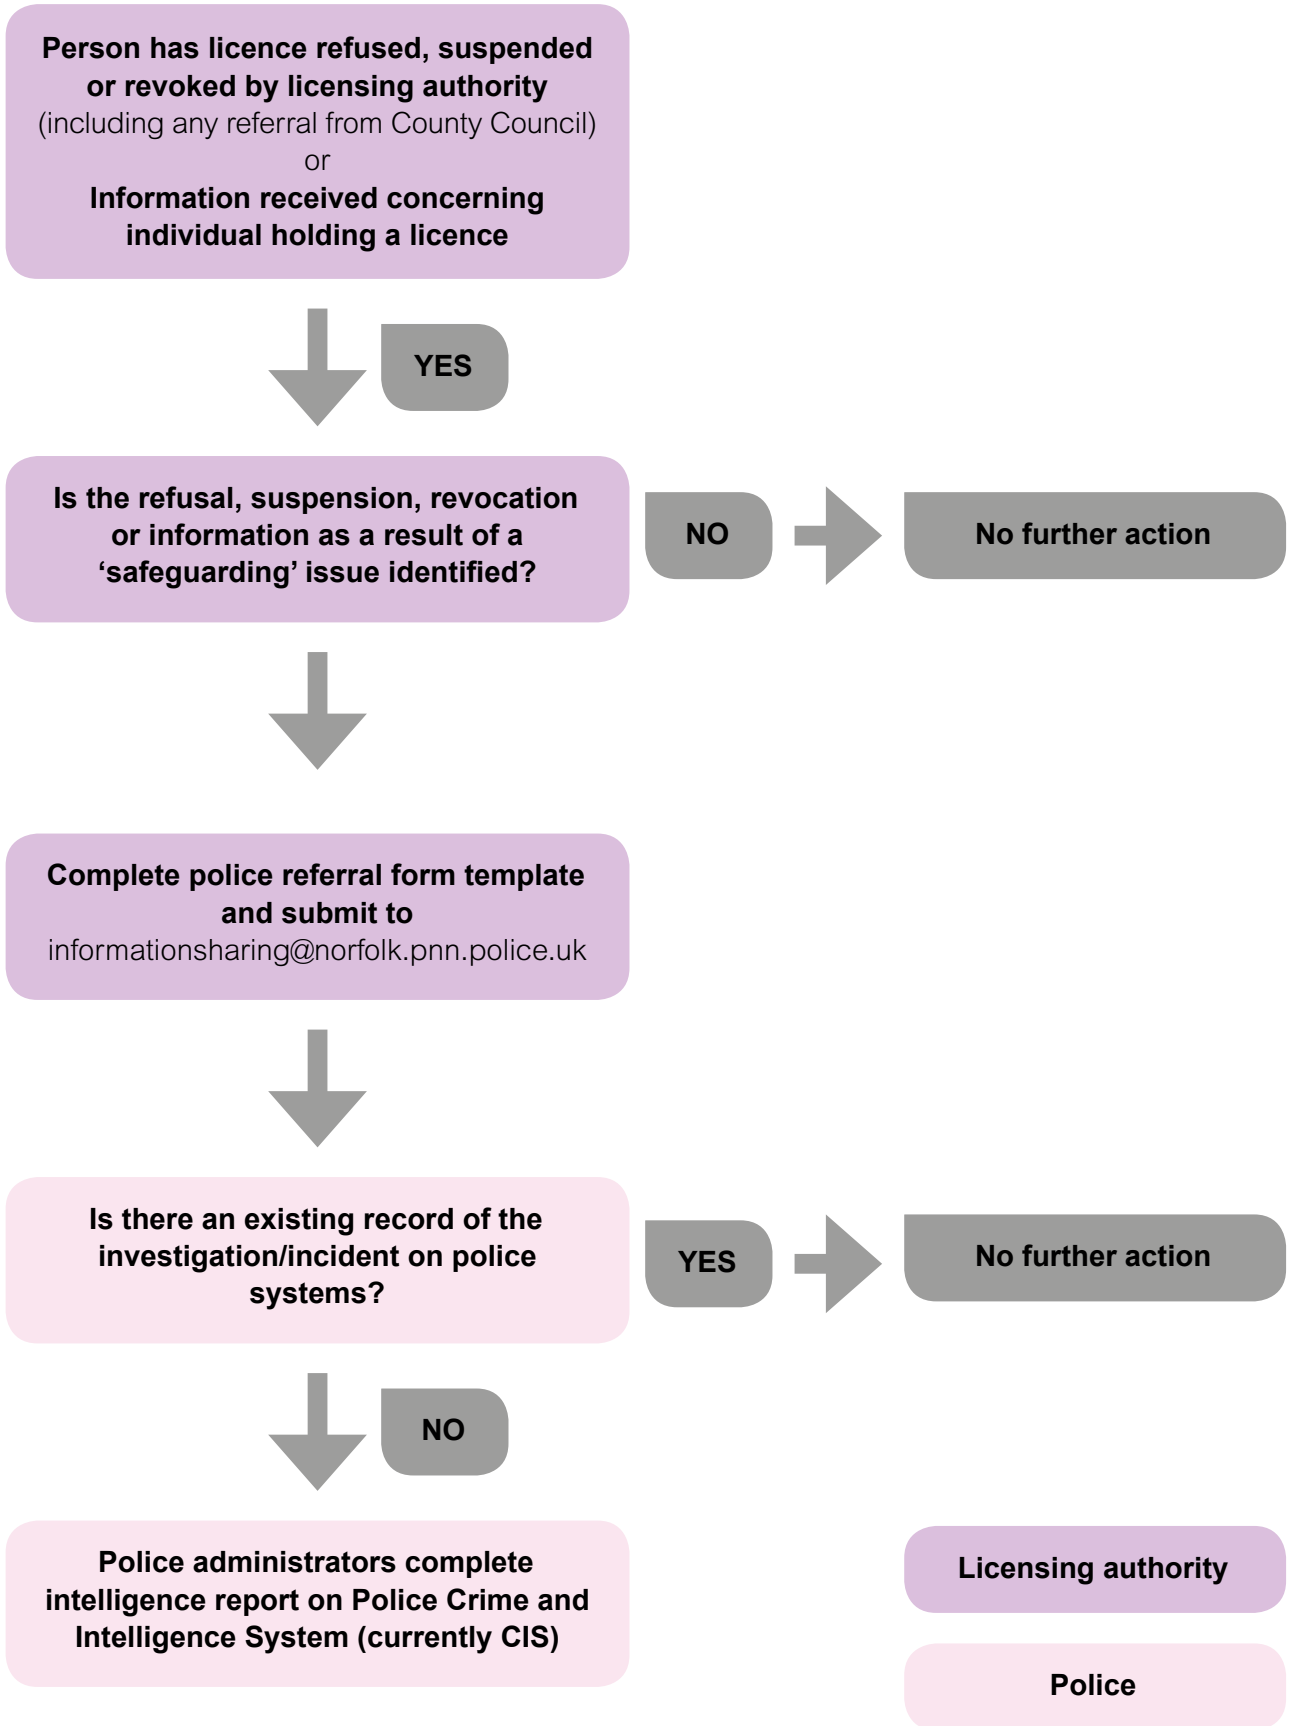 Person has licence refused, suspended
or revoked by licensing authority
(including any referral from County Council)
or
Information received concerning
individual holding a licence
YES
Is the refusal, suspension, revocation
or information as a result of a
‘safeguarding’ issue identified?
NO
No further action
Complete police referral form template
and submit to
informationsharing@norfolk.pnn.police.uk
Is there an existing record of the
investigation/incident on police
systems?
YES
No further action
NO
Police administrators complete
intelligence report on Police Crime and
Intelligence System (currently CIS)
Licensing authority
Police